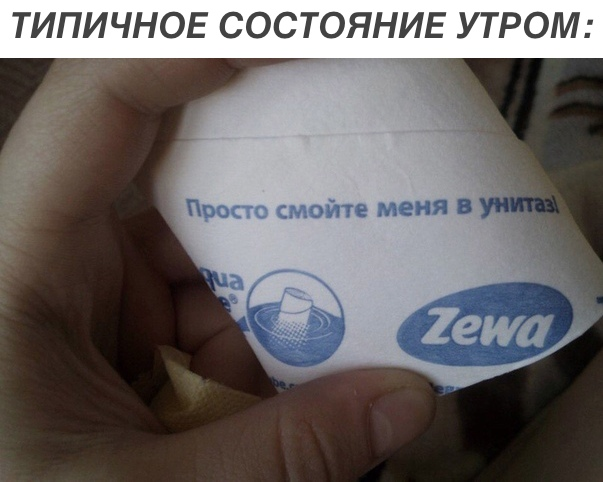 ТИПИЧНОЕ СОСТОЯНИЕ УТРОМ:
Просто смойте меня в унитаз!
Zewa